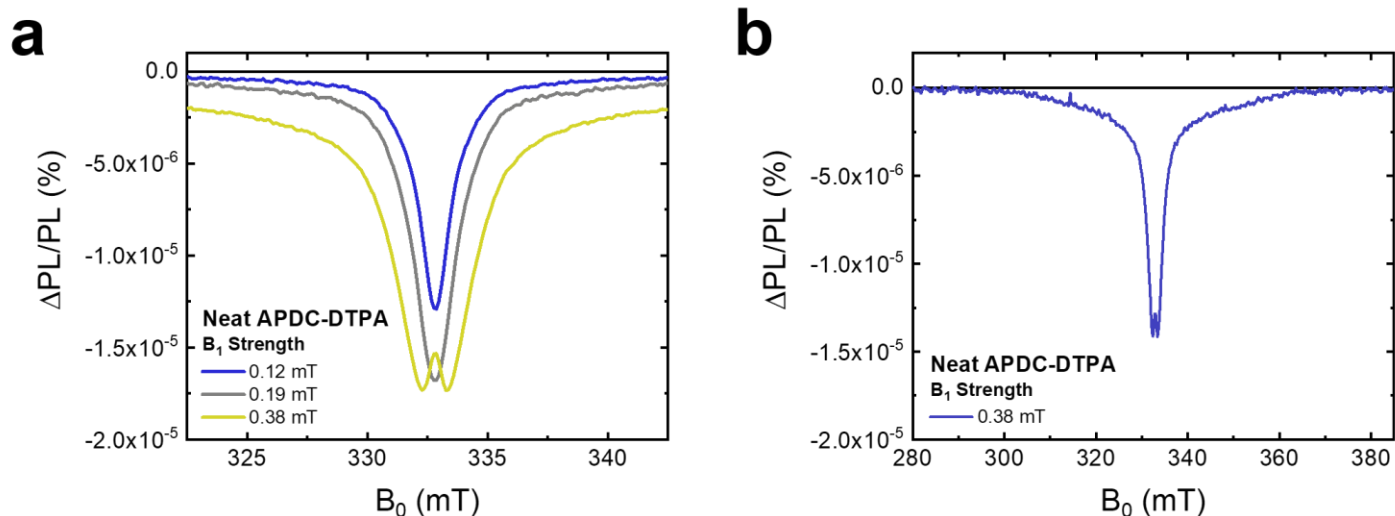 a
ΔPL/PL (%)
0.0
-5.0x10⁻⁶
-1.0x10⁻⁵
-1.5x10⁻⁵
-2.0x10⁻⁵
Neat APDC-DTPA
B₁ Strength
0.12 mT
0.19 mT
0.38 mT
325 330 335 340
B₀ (mT)
b
ΔPL/PL (%)
0.0
-5.0x10⁻⁶
-1.0x10⁻⁵
-1.5x10⁻⁵
-2.0x10⁻⁵
Neat APDC-DTPA
B₁ Strength
0.38 mT
280 300 320 340 360 380
B₀ (mT)